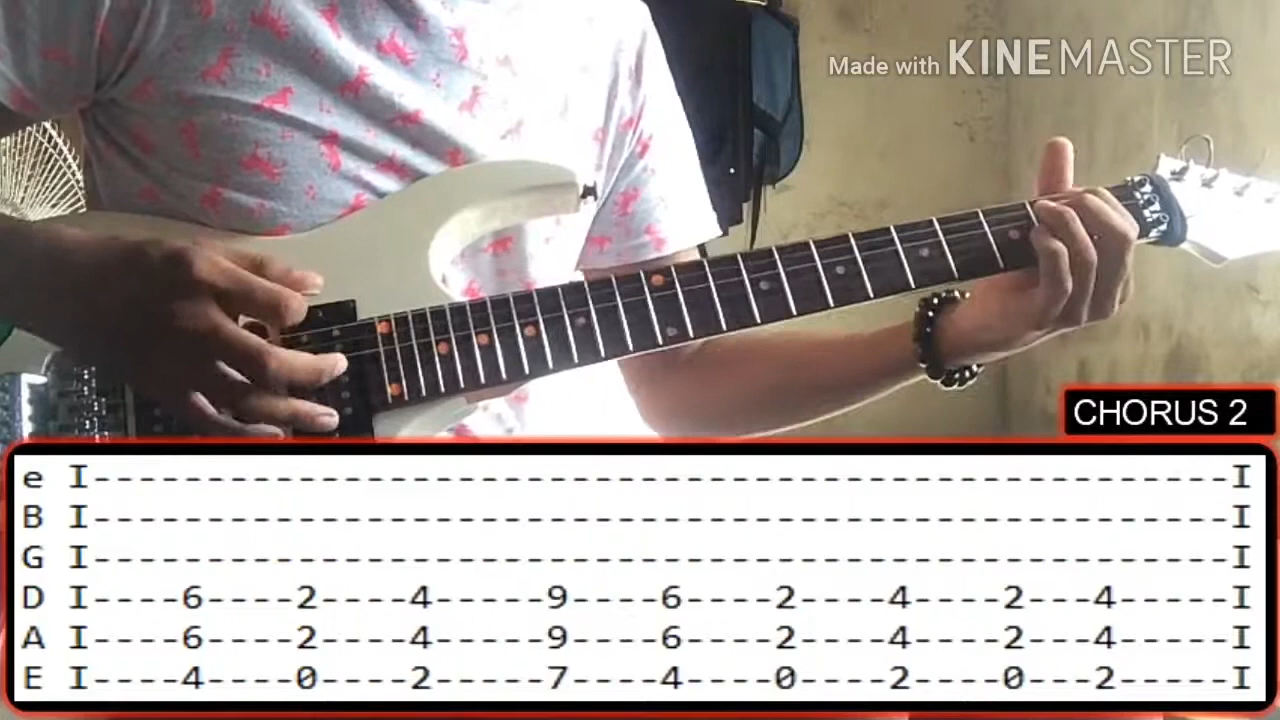 Made with KINEMASTER
CHORUS 2
e I----------------------------------------------------I
B I----------------------------------------------------I
G I----------------------------------------------------I
D I----6----2----4-----9----6----2----4----2---4-----I
A I----6----2----4-----9----6----2----4----2---4-----I
E I----4----0----2-----7----4----0----2----0---2-----I